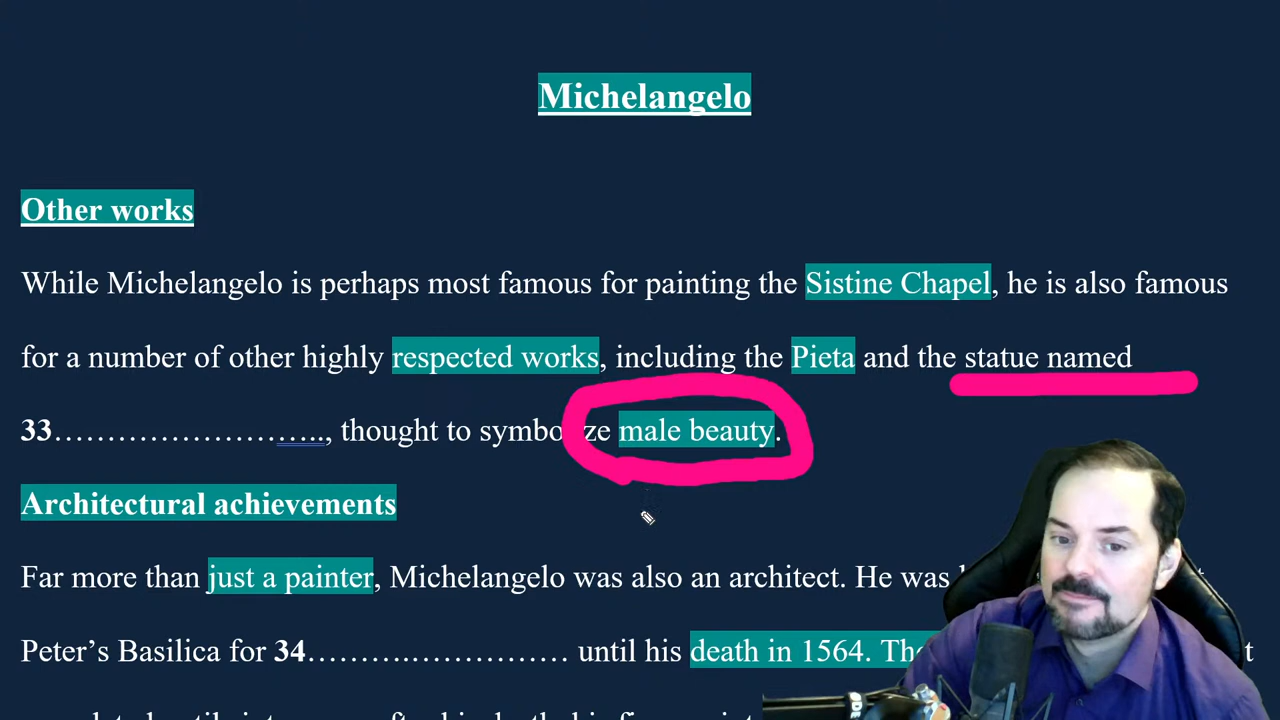 Michelangelo
Other works
While Michelangelo is perhaps most famous for painting the Sistine Chapel, he is also famous
for a number of other highly respected works, including the Pieta and the statue named
33…………………….., thought to symbo ze male beauty.
Architectural achievements
Far more than just a painter, Michelangelo was also an architect. He was
Peter’s Basilica for 34……….…………… until his death in 1564.